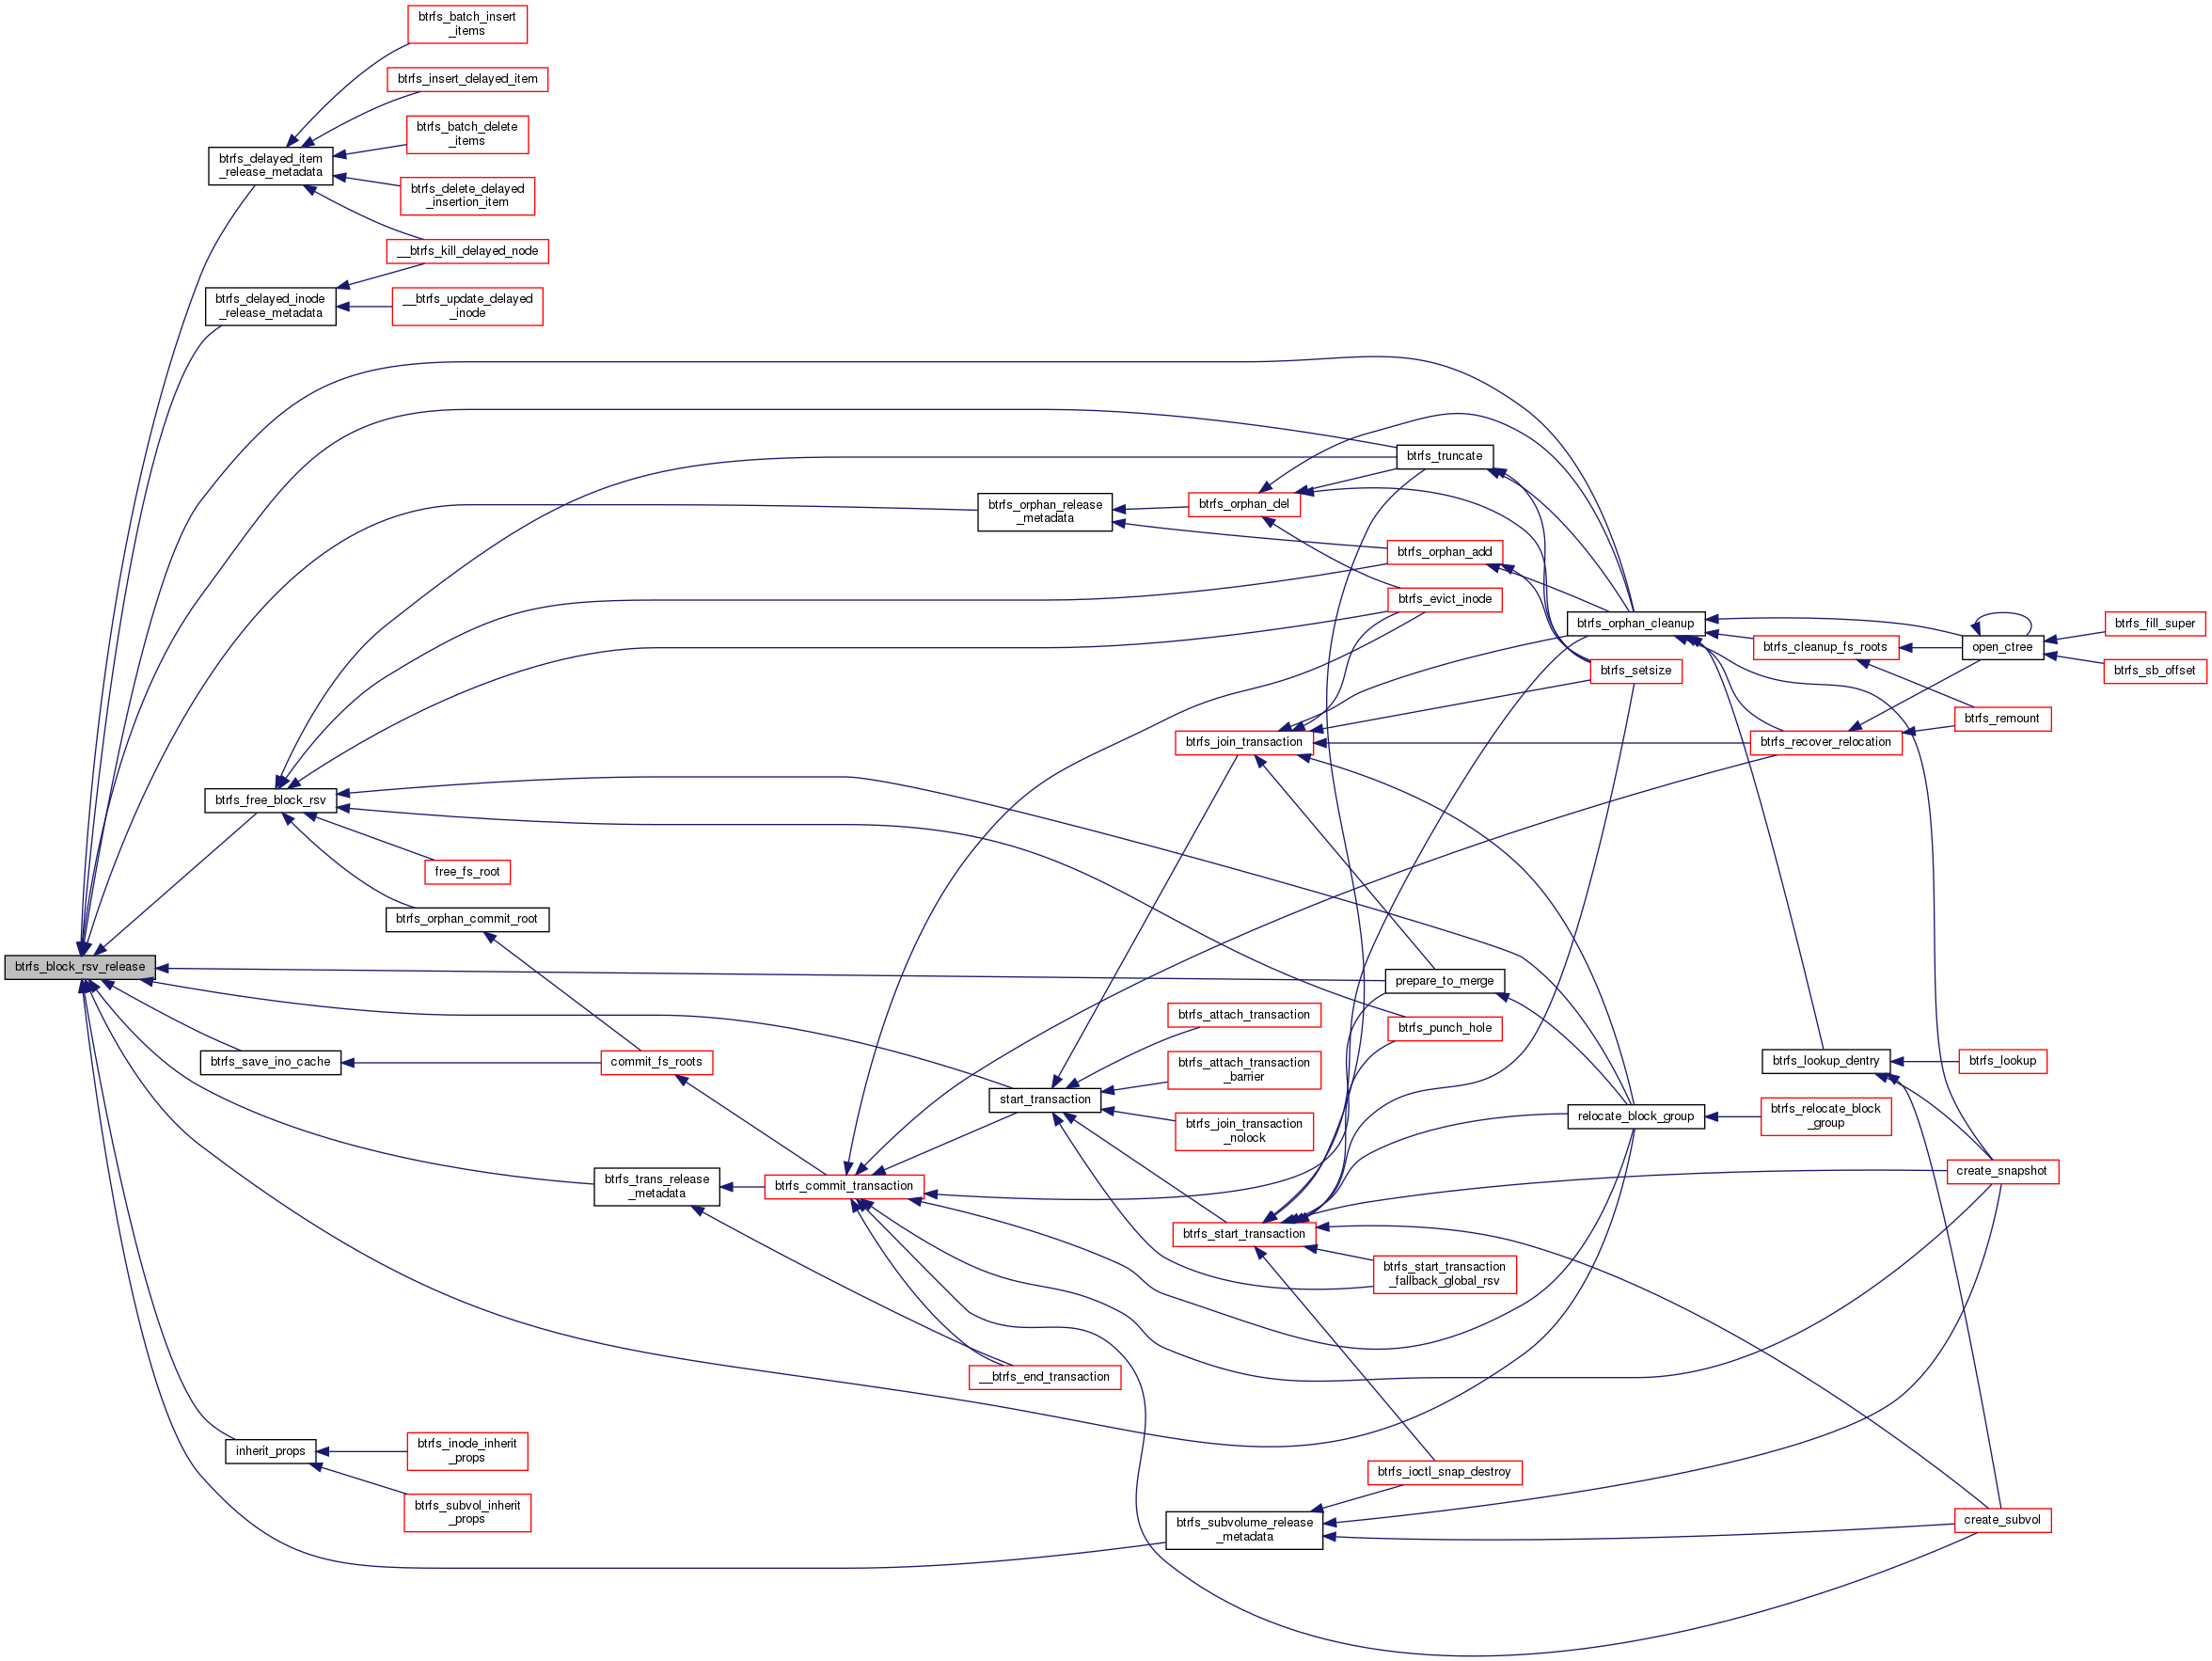 btrfs_batch_insert
_items
btrfs_insert_delayed_item
btrfs_batch_delete
_items
btrfs_delayed_item
_release_metadata
btrfs_delete_delayed
_insertion_item
__btrfs_kill_delayed_node
btrfs_delayed_inode
_release_metadata
__btrfs_update_delayed
_inode
btrfs_truncate
btrfs_orphan_release
_metadata
btrfs_orphan_del
btrfs_orphan_add
btrfs_evict_inode
btrfs_orphan_cleanup
btrfs_fill_super
btrfs_cleanup_fs_roots
open_ctree
btrfs_setsize
btrfs_sb_offset
btrfs_remount
btrfs_join_transaction
btrfs_recover_relocation
btrfs_free_block_rsv
free_fs_root
btrfs_orphan_commit_root
btrfs_block_rsv_release
prepare_to_merge
btrfs_attach_transaction
btrfs_punch_hole
btrfs_save_ino_cache
commit_fs_roots
btrfs_attach_transaction
_barrier
btrfs_lookup_dentry
btrfs_lookup
start_transaction
btrfs_join_transaction
_nolock
relocate_block_group
btrfs_relocate_block
_group
btrfs_trans_release
_metadata
btrfs_commit_transaction
create_snapshot
btrfs_start_transaction
btrfs_start_transaction
_fallback_global_rsv
__btrfs_end_transaction
inherit_props
btrfs_inode_inherit
_props
btrfs_ioctl_snap_destroy
btrfs_subvol_inherit
_props
btrfs_subvolume_release
_metadata
create_subvol